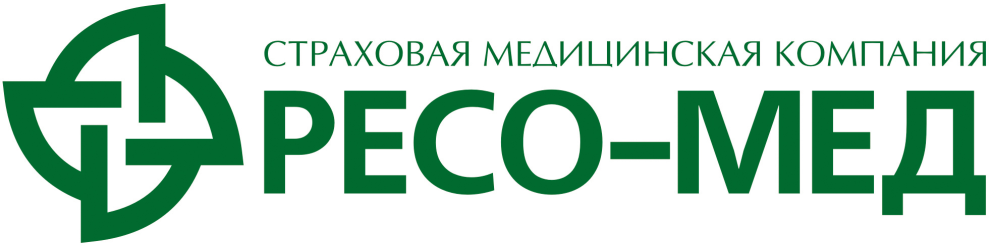 СТРАХОВАЯ МЕДИЦИНСКАЯ КОМПАНИЯ
РЕСО-МЕД